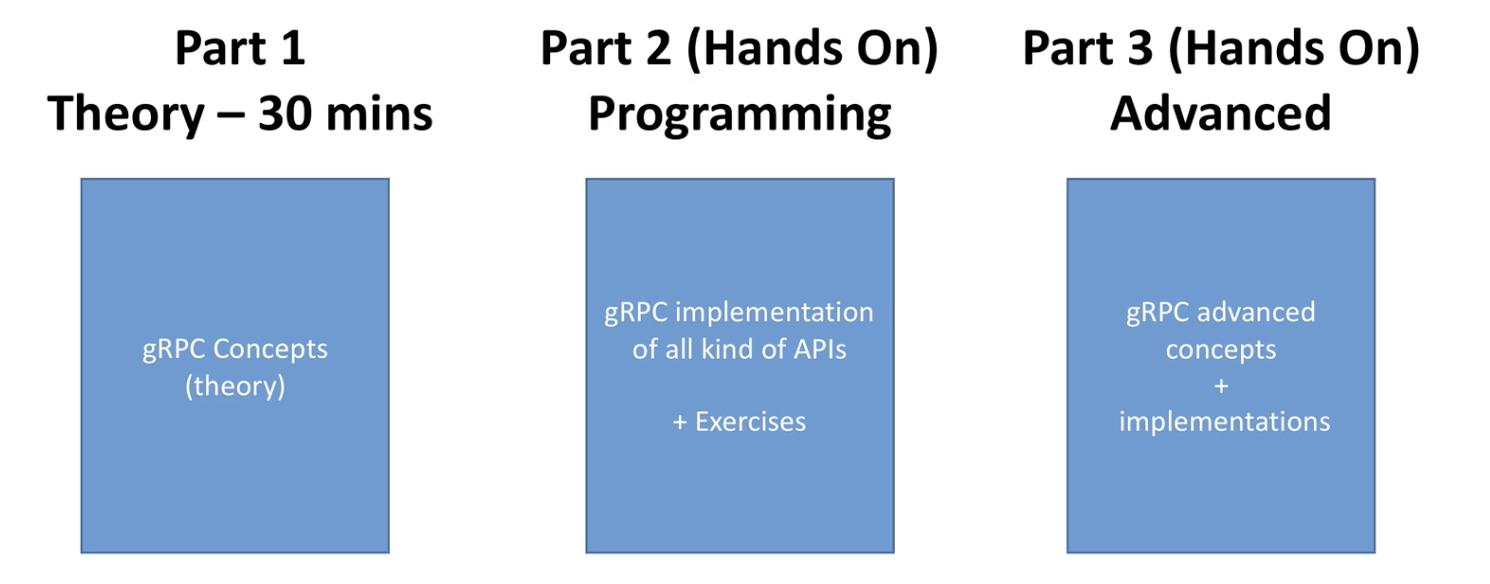 Part 1
Theory – 30 mins
gRPC Concepts
(theory)
Part 2 (Hands On)
Programming
gRPC implementation
of all kind of APIs
+ Exercises
Part 3 (Hands On)
Advanced
gRPC advanced
concepts
+
implementations